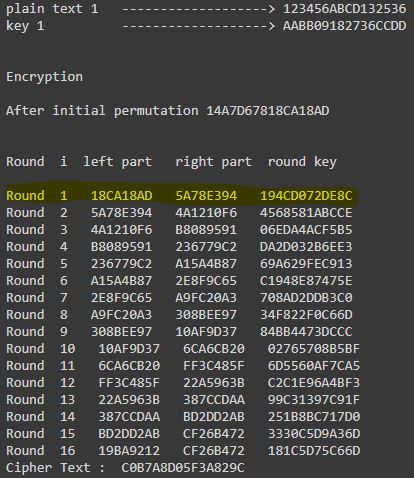 plain text 1 -------------------> 123456ABCD132536
key 1 -------------------> AABB09182736CCDD
Encryption
After initial permutation 14A7D67818CA18AD
Round i left part right part round key
Round 1 18CA18AD 5A78E394 194CD072DE8C
Round 2 5A78E394 4A1210F6 4568581ABCCE
Round 3 4A1210F6 B8089591 06EDA4ACF5B5
Round 4 B8089591 236779C2 DA2D032B6EE3
Round 5 236779C2 A15A4B87 69A629FEC913
Round 6 A15A4B87 2E8F9C65 C1948E87475E
Round 7 2E8F9C65 A9FC20A3 708AD2DDB3C0
Round 8 A9FC20A3 308BEE97 34F822F0C66D
Round 9 308BEE97 10AF9D37 84BB4473DCCC
Round 10 10AF9D37 6CA6CB20 02765708B5BF
Round 11 6CA6CB20 FF3C485F 6D5560AF7CA5
Round 12 FF3C485F 22A5963B C2C1E96A4BF3
Round 13 22A5963B 387CCDAA 99C31397C91F
Round 14 387CCDAA BD2DD2AB 251B8BC717D0
Round 15 BD2DD2AB CF26B472 3330C5D9A36D
Round 16 19BA9212 CF26B472 181C5D75C66D
Cipher Text : C0B7A8D05F3A829C